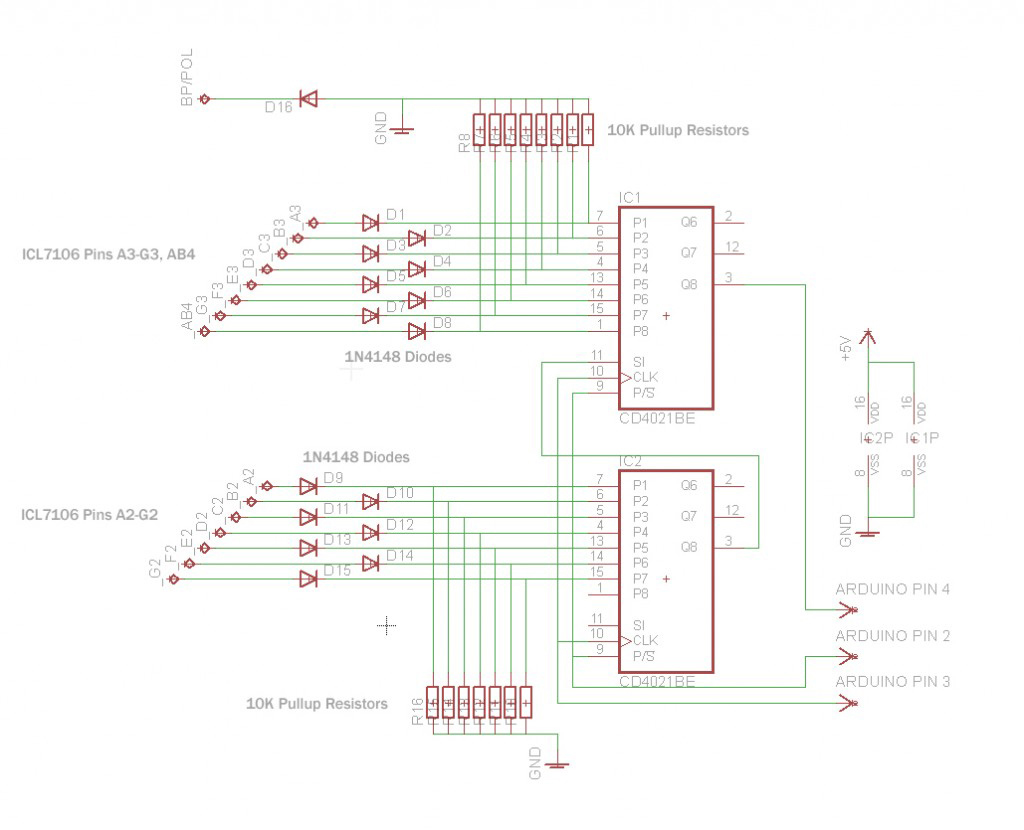 BP/POL
D16
GND
R8
10K Pullup Resistors
IC1
A3
D1
7 P1 Q6 2
B3
D2
6 P2
ICL7106 Pins A3-G3, AB4
C3
D3
5 P3 Q7 12
D3
D4
4 P4
E3
D5
13 P5 Q8 3
F3
D6
14 P6
G3
D7
15 P7
AB4
D8
1 P8
1N4148 Diodes
11 SI
10 CLK
9 P/S
CD4021BE
+5V
16 VDD
16 VDD
IC2P
IC1P
8 VSS
8 VSS
GND
1N4148 Diodes
IC2
A2
D9
7 P1 Q6 2
B2
D10
6 P2
ICL7106 Pins A2-G2
C2
D11
5 P3 Q7 12
D2
D12
4 P4
E2
D13
13 P5 Q8 3
F2
D14
14 P6
G2
D15
15 P7
1 P8
11 SI
10 CLK
9 P/S
CD4021BE
ARDUINO PIN 4
ARDUINO PIN 2
ARDUINO PIN 3
10K Pullup Resistors
R16
GND